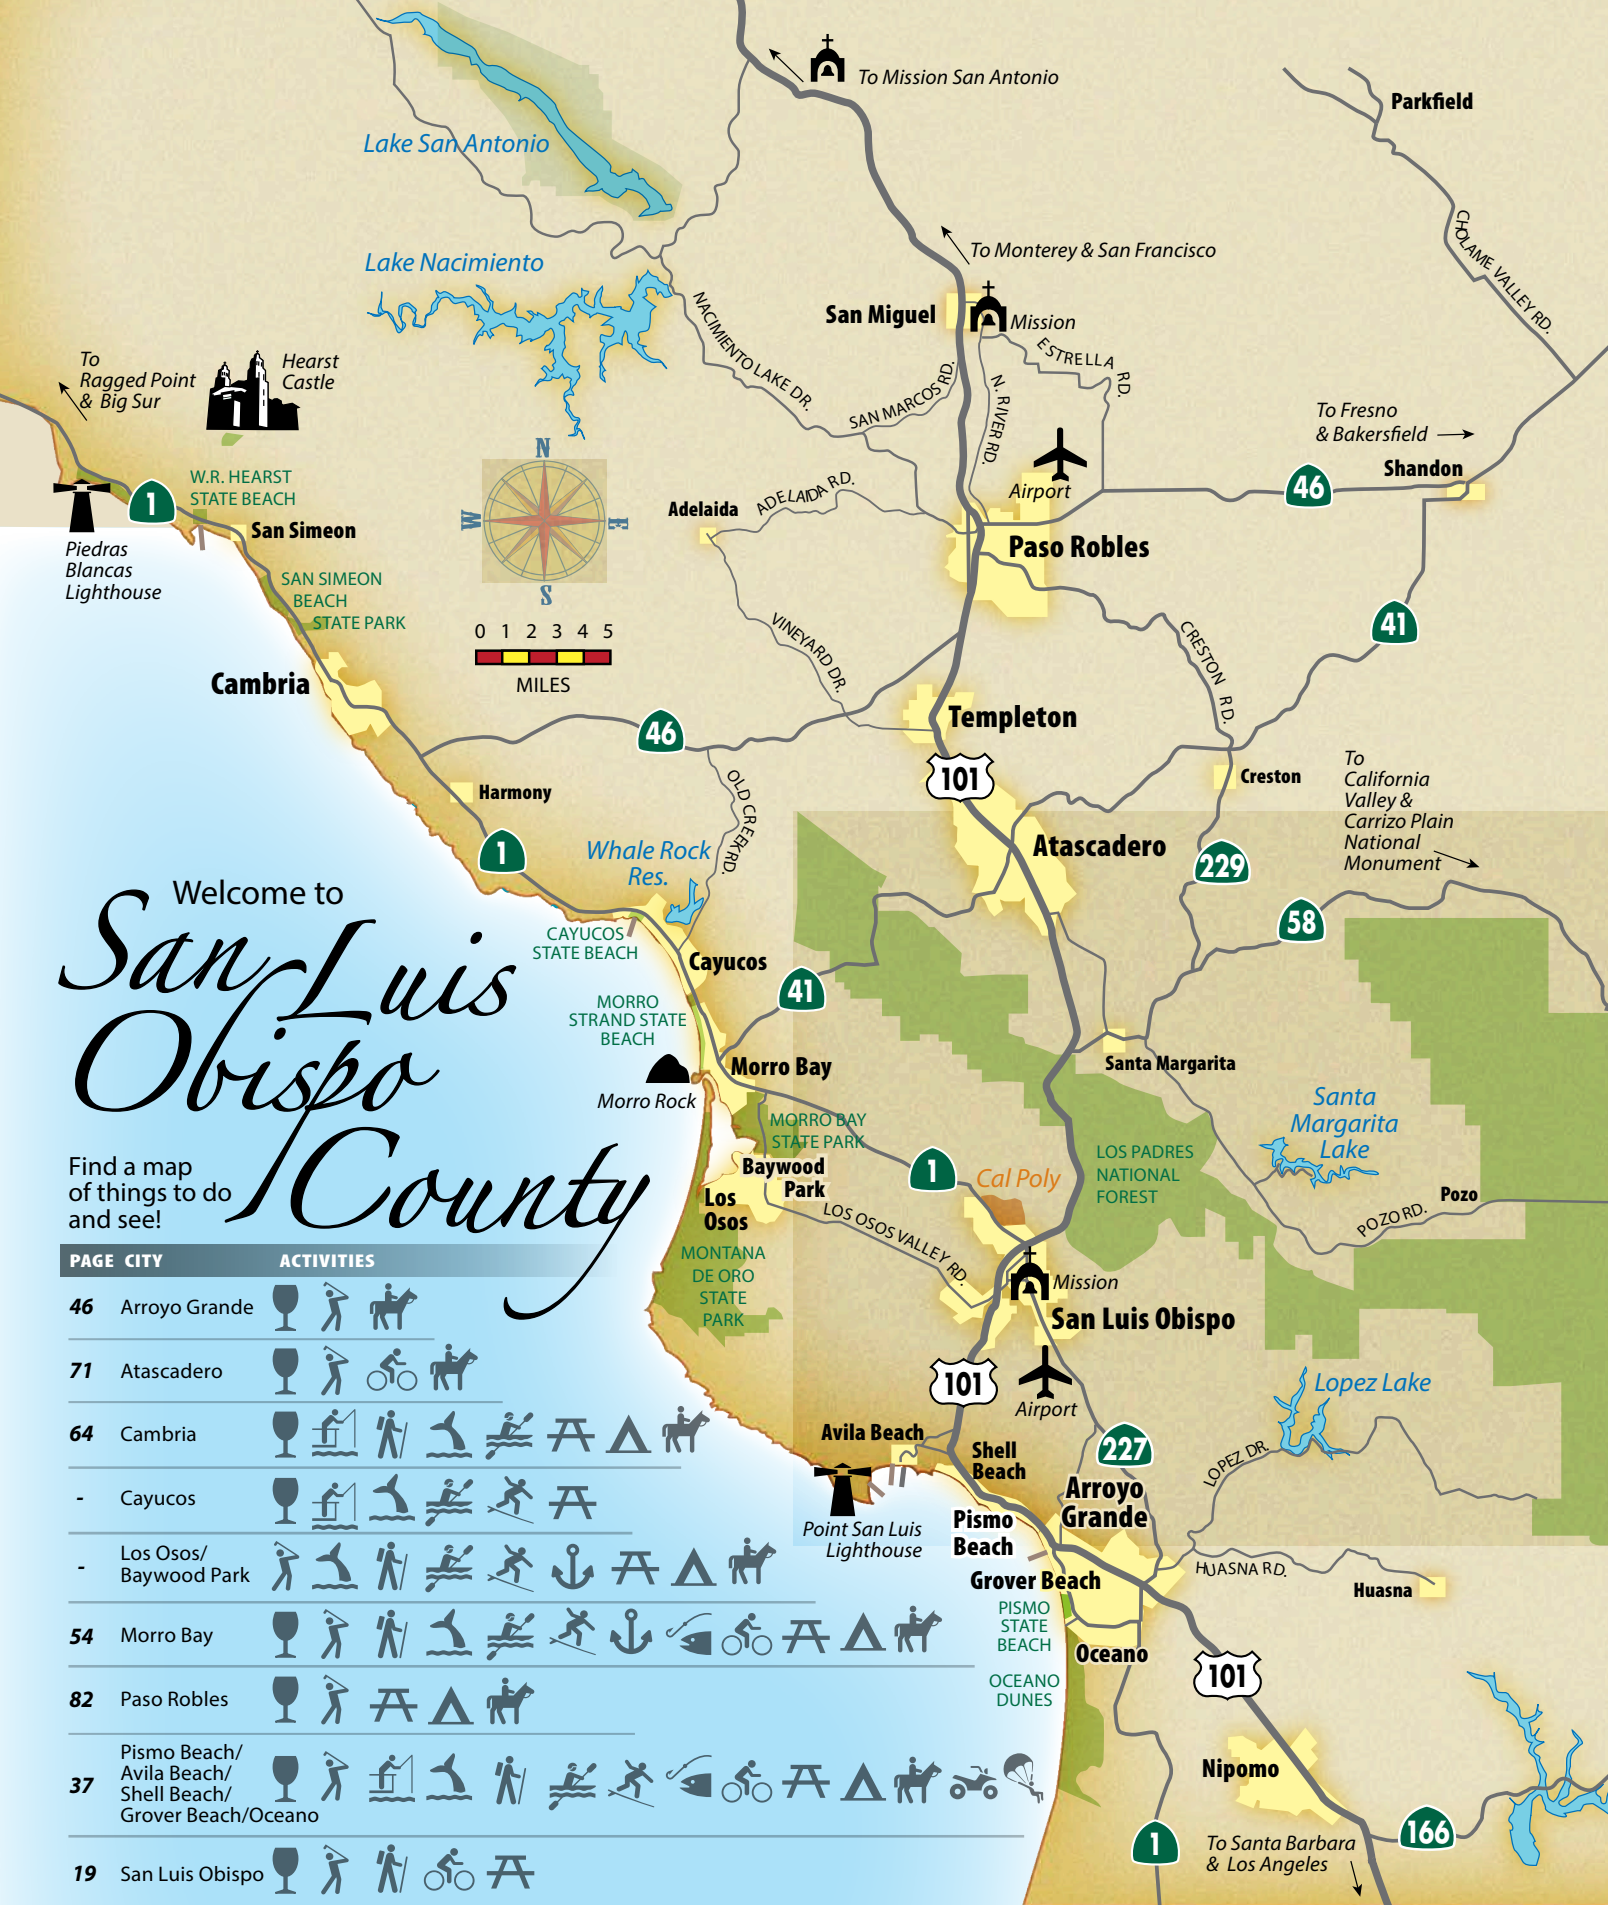 To Mission San Antonio
Parkfield
Lake San Antonio
CHOLAME VALLEY RD.
To Monterey & San Francisco
Lake Nacimiento
San Miguel
Mission
NACIMIENTO LAKE DR.
ESTRELLA RD.
SAN MARCOS RD.
N. RIVER RD.
To
Ragged Point
& Big Sur
Hearst
Castle
To Fresno
& Bakersfield
Shandon
46
Airport
N
W
E
S
W.R. HEARST
STATE BEACH
1
San Simeon
Piedras
Blancas
Lighthouse
Adelaida
ADELAIDA RD.
Paso Robles
SAN SIMEON
BEACH
STATE PARK
0 1 2 3 4 5
MILES
VINEYARD DR.
CRESTON RD.
41
Cambria
46
Templeton
101
Creston
To
California
Valley &
Carrizo Plain
National
Monument
Harmony
OLD CREEK RD.
1
Whale Rock
Res.
Atascadero
229
58
CAYUCOS
STATE BEACH
Cayucos
41
MORRO
STRAND STATE
BEACH
Morro Bay
Morro Rock
Santa Margarita
Santa
Margarita
Lake
MORRO BAY
STATE PARK
Baywood
Park
1
Cal Poly
LOS PADRES
NATIONAL
FOREST
Pozo
POZO RD.
Los
Osos
LOS OSOS VALLEY RD.
MONTANA
DE ORO
STATE
PARK
Mission
San Luis Obispo
101
Airport
Lopez Lake
227
LOPEZ DR.
Avila Beach
Shell
Beach
Arroyo
Grande
Point San Luis
Lighthouse
Pismo
Beach
Grover Beach
HUASNA RD.
Huasna
PISMO
STATE
BEACH
Oceano
OCEANO
DUNES
101
Nipomo
1
166
To Santa Barbara
& Los Angeles
Welcome to
San Luis
Obispo
County
Find a map
of things to do
and see!
PAGE CITY ACTIVITIES
46 Arroyo Grande
71 Atascadero
64 Cambria
- Cayucos
- Los Osos/
Baywood Park
54 Morro Bay
82 Paso Robles
37 Pismo Beach/
Avila Beach/
Shell Beach/
Grover Beach/Oceano
19 San Luis Obispo